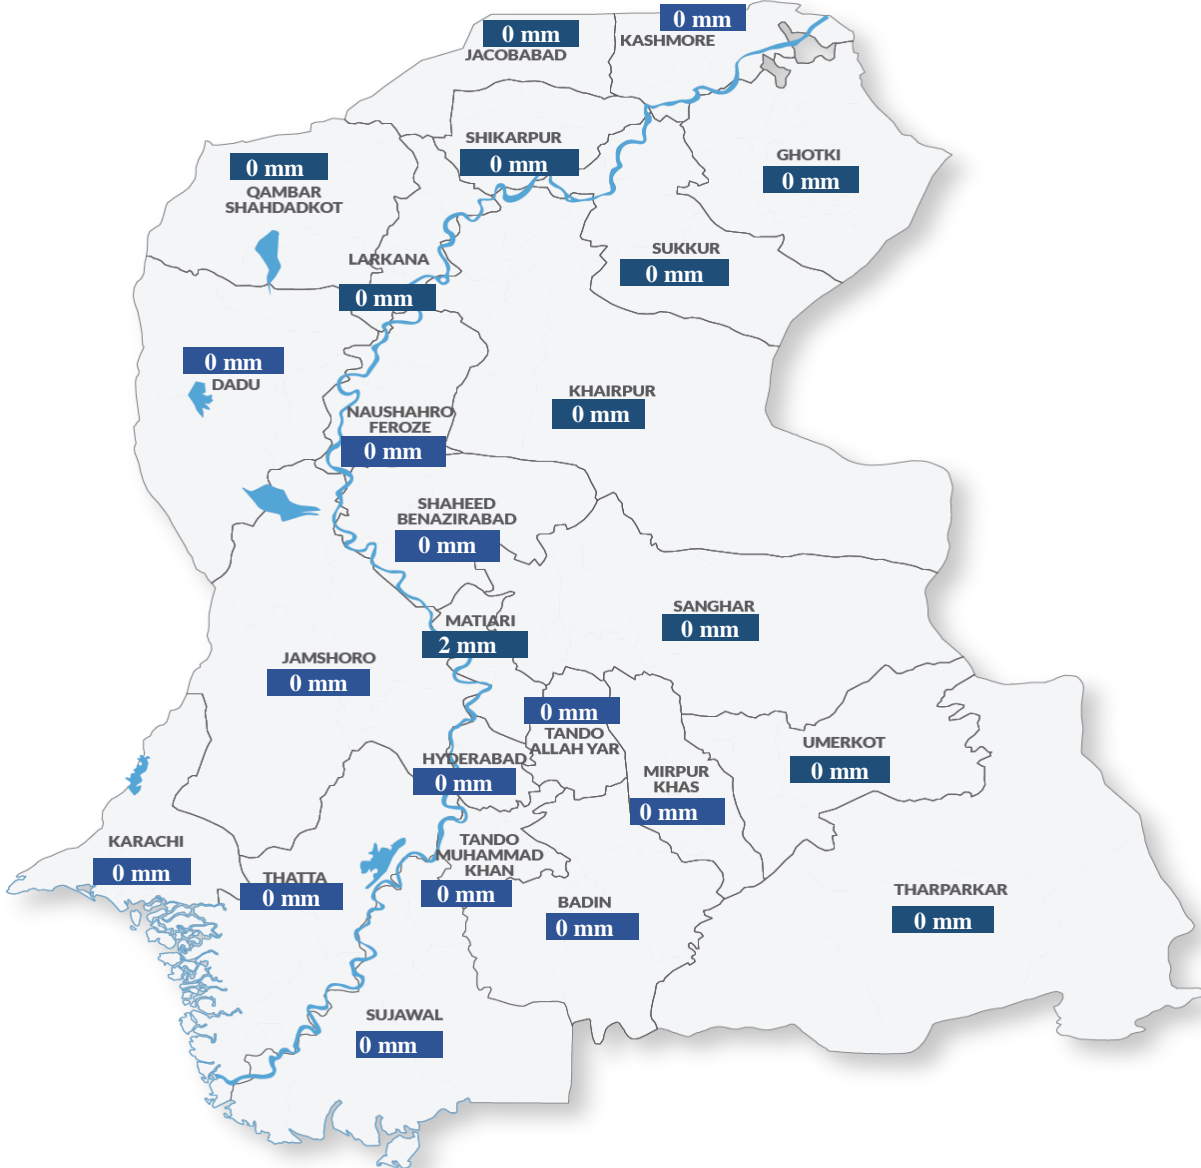 0 mm
KASHMORE
0 mm
JACOBABAD
SHIKARPUR
0 mm
GHOTKI
0 mm
0 mm
QAMBAR
SHAHDADKOT
SUKKUR
0 mm
LARKANA
0 mm
0 mm
DADU
KHAIRPUR
0 mm
NAUSHAHRO
FEROZE
0 mm
SHAHEED
BENAZIRABAD
0 mm
SANGHAR
0 mm
MATIARI
2 mm
JAMSHORO
0 mm
0 mm
TANDO
ALLAH YAR
UMERKOT
0 mm
HYDERABAD
0 mm
MIRPUR
KHAS
0 mm
KARACHI
0 mm
TANDO
MUHAMMAD
KHAN
0 mm
THATTA
0 mm
BADIN
0 mm
THARPARKAR
0 mm
SUJAWAL
0 mm